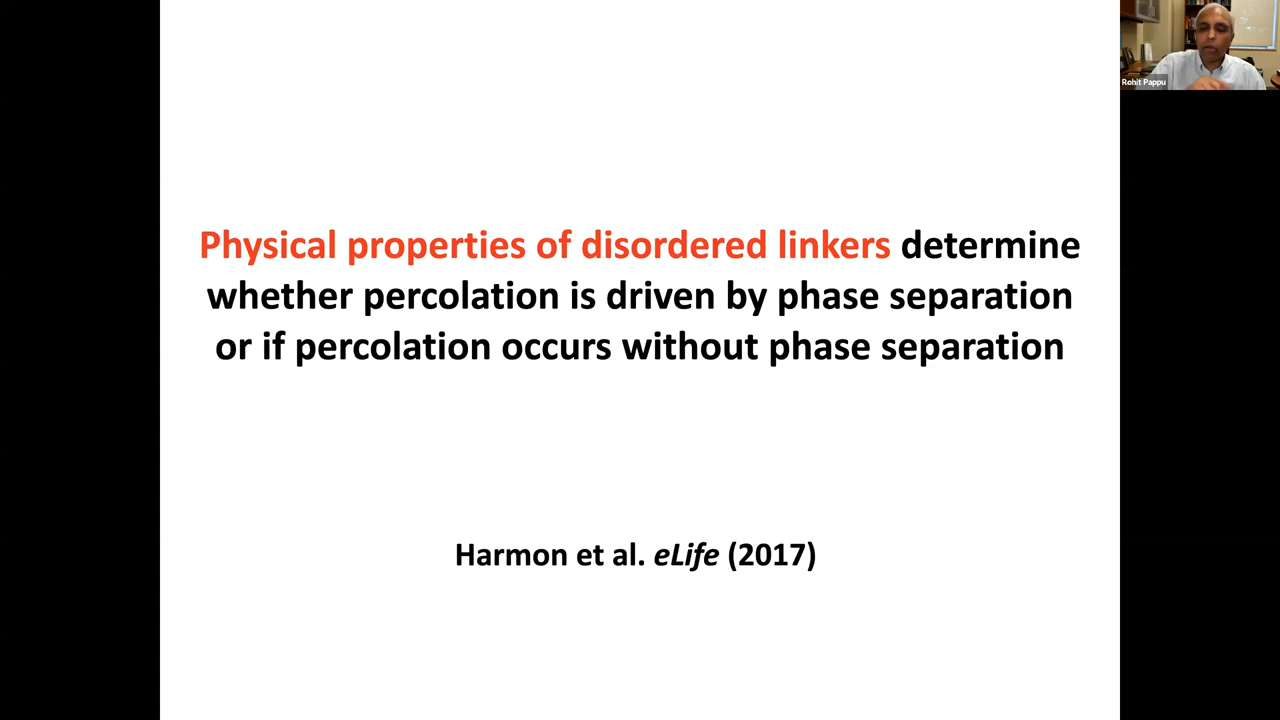 Rohit Pappu
Physical properties of disordered linkers determine
whether percolation is driven by phase separation
or if percolation occurs without phase separation
Harmon et al. eLife (2017)